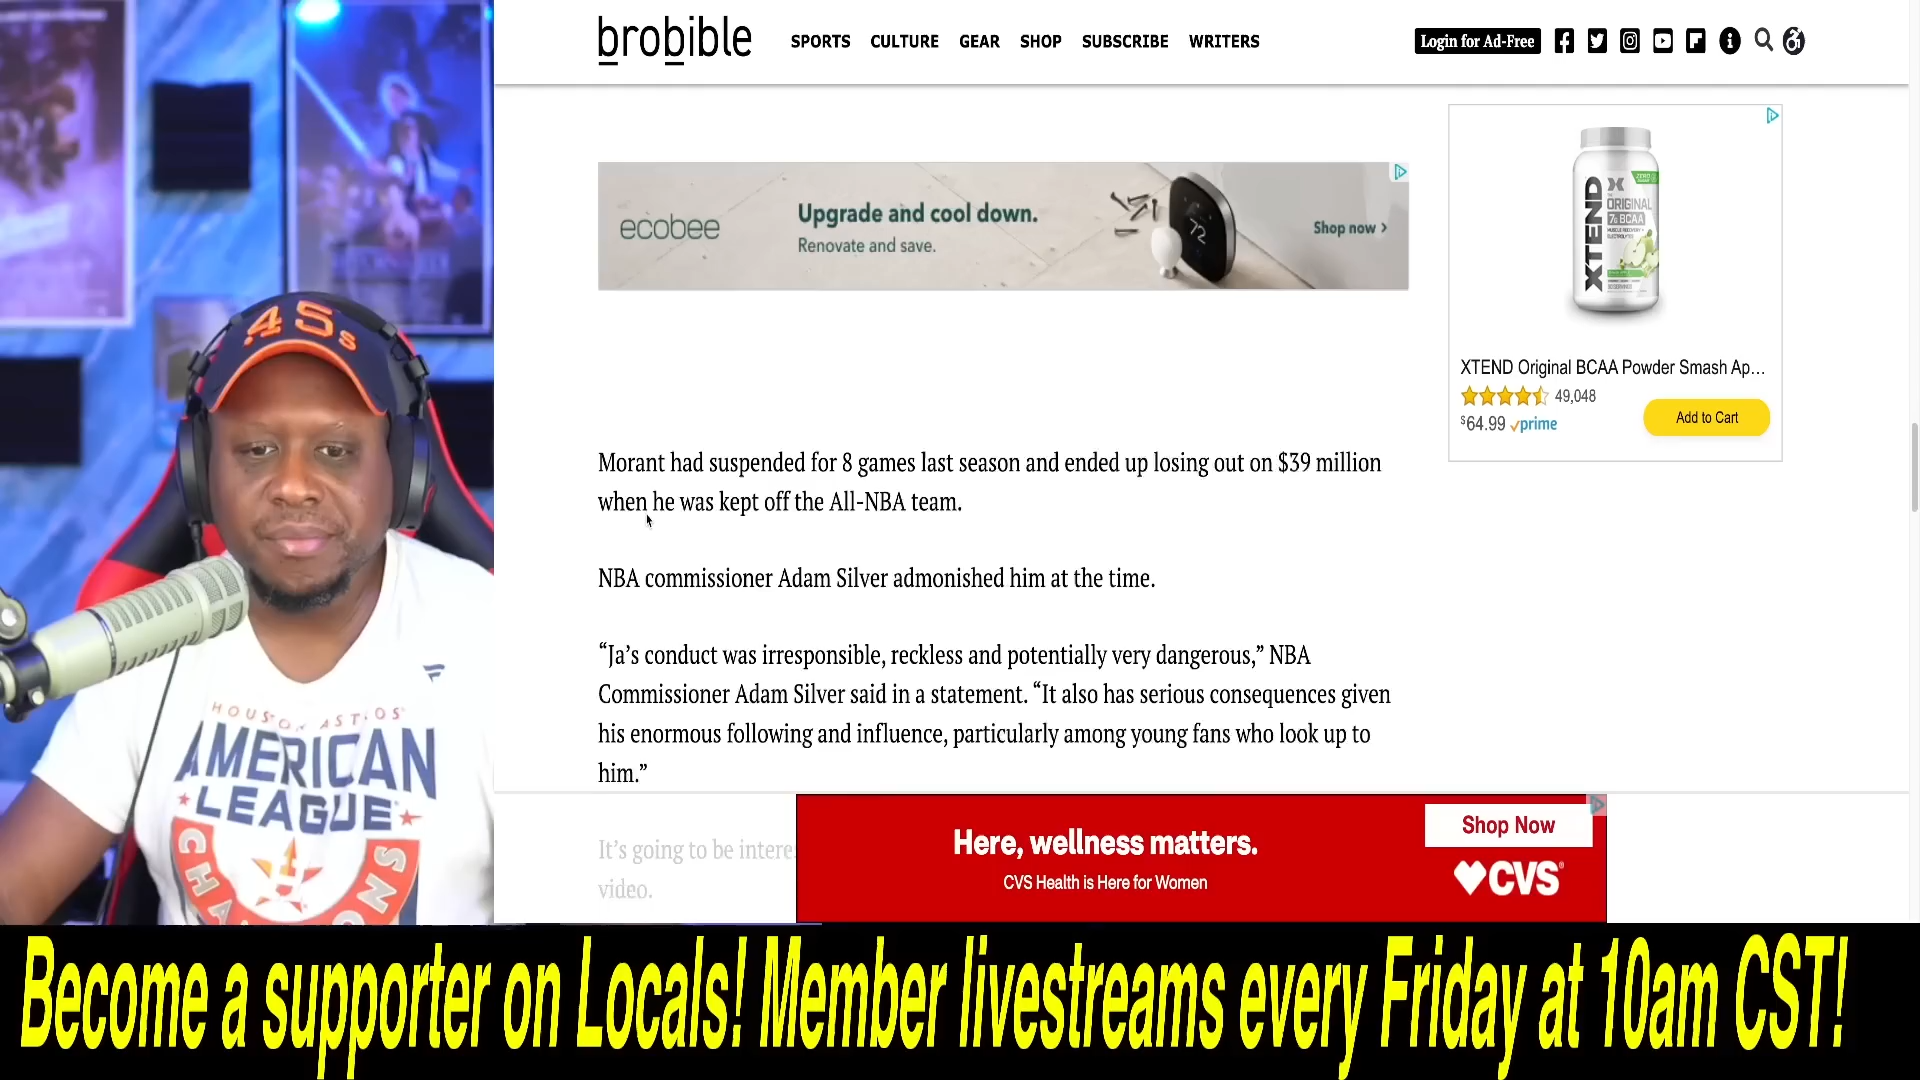 brobible
SPORTS CULTURE GEAR SHOP SUBSCRIBE WRITERS
Login for Ad-Free
ecobee
Upgrade and cool down.
Renovate and save.
72
Shop now >
XTEND
ORIGINAL
7g BCAA
XTEND Original BCAA Powder Smash Ap...
49,048
$64.99 prime
Add to Cart
45s
Morant had suspended for 8 games last season and ended up losing out on $39 million
when he was kept off the All-NBA team.
NBA commissioner Adam Silver admonished him at the time.
“Ja’s conduct was irresponsible, reckless and potentially very dangerous,” NBA
Commissioner Adam Silver said in a statement. “It also has serious consequences given
his enormous following and influence, particularly among young fans who look up to
him.”
It’s going to be intere
video.
HOUSTON ASTROS
AMERICAN
LEAGUE
CHAMPIONS
Here, wellness matters.
CVS Health is Here for Women
Shop Now
CVS
Become a supporter on Locals! Member livestreams every Friday at 10am CST!